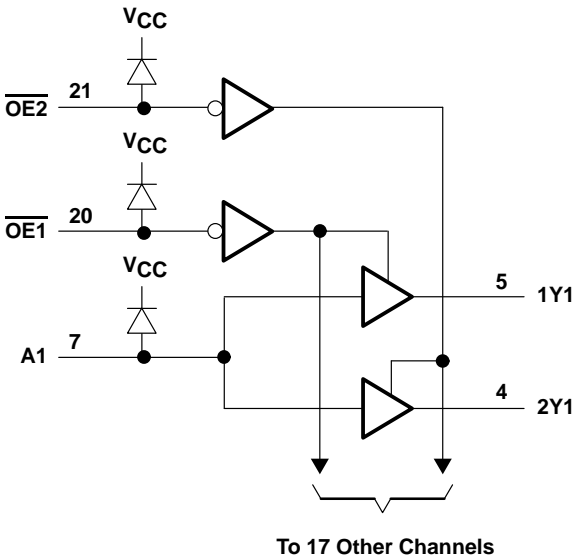 VCC
OE2 21
VCC
OE1 20
VCC
A1 7
5 1Y1
4 2Y1
To 17 Other Channels